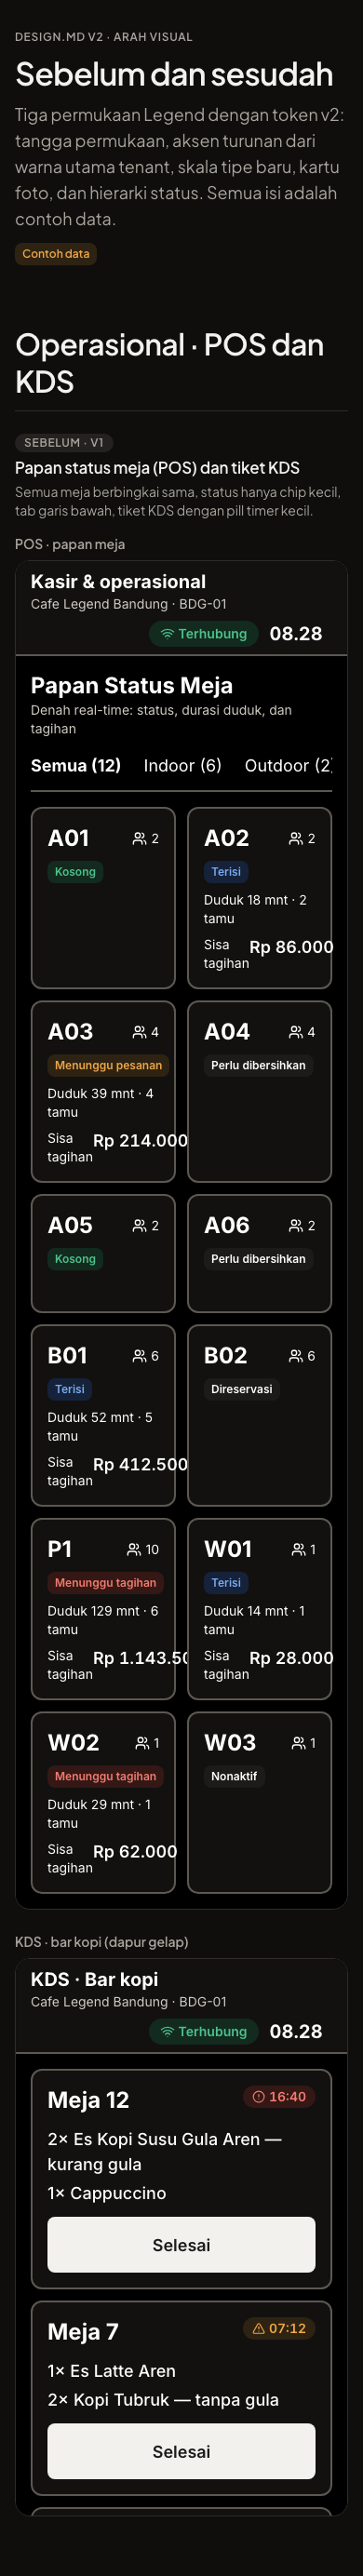 DESIGN.MD V2 · ARAH VISUAL
Sebelum dan sesudah
Tiga permukaan Legend dengan token v2:
tangga permukaan, aksen turunan dari
warna utama tenant, skala tipe baru, kartu
foto, dan hierarki status. Semua isi adalah
contoh data.
Contoh data
Operasional · POS dan
KDS
SEBELUM · V1
Papan status meja (POS) dan tiket KDS
Semua meja berbingkai sama, status hanya chip kecil,
tab garis bawah, tiket KDS dengan pill timer kecil.
POS · papan meja
Kasir & operasional
Cafe Legend Bandung · BDG-01
Terhubung 08.28
Papan Status Meja
Denah real-time: status, durasi duduk, dan
tagihan
Semua (12) Indoor (6) Outdoor (2)
A01 2
Kosong
A02 2
Terisi
Duduk 18 mnt · 2
tamu
Sisa
tagihan
Rp 86.000
A03 4
Menunggu pesanan
Duduk 39 mnt · 4
tamu
Sisa
tagihan
Rp 214.000
A04 4
Perlu dibersihkan
A05 2
Kosong
A06 2
Perlu dibersihkan
B01 6
Terisi
Duduk 52 mnt · 5
tamu
Sisa
tagihan
Rp 412.500
B02 6
Direservasi
P1 10
Menunggu tagihan
Duduk 129 mnt · 6
tamu
Sisa
tagihan
Rp 1.143.50
W01 1
Terisi
Duduk 14 mnt · 1
tamu
Sisa
tagihan
Rp 28.000
W02 1
Menunggu tagihan
Duduk 29 mnt · 1
tamu
Sisa
tagihan
Rp 62.000
W03 1
Nonaktif
KDS · bar kopi (dapur gelap)
KDS · Bar kopi
Cafe Legend Bandung · BDG-01
Terhubung 08.28
Meja 12 16:40
2× Es Kopi Susu Gula Aren —
kurang gula
1× Cappuccino
Selesai
Meja 7 07:12
1× Es Latte Aren
2× Kopi Tubruk — tanpa gula
Selesai